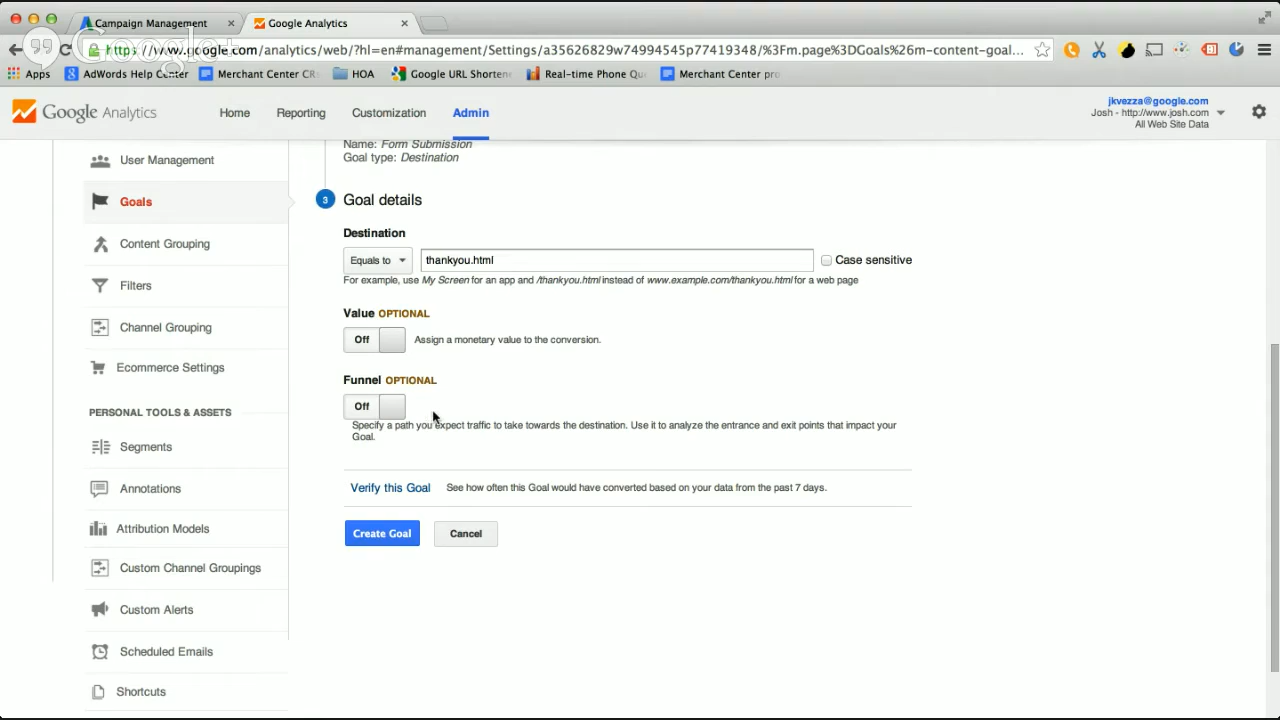 Campaign Management
Google Analytics
Google+
https://www.google.com/analytics/web/?hl=en#management/Settings/a35626829w74994545p77419348/%3Fm.page%3DGoals%26m-content-goal...
Apps
AdWords Help Center
Merchant Center CR
HOA
Google URL Shorten
Real-time Phone Qu
Merchant Center pro
Google Analytics
Home
Reporting
Customization
Admin
jkvezza@google.com
Josh - http://www.josh.com
All Web Site Data
User Management
Goals
Content Grouping
Filters
Channel Grouping
Ecommerce Settings
PERSONAL TOOLS & ASSETS
Segments
Annotations
Attribution Models
Custom Channel Groupings
Custom Alerts
Scheduled Emails
Shortcuts
Name: Form Submission
Goal type: Destination
3 Goal details
Destination
Equals to thankyou.html Case sensitive
For example, use My Screen for an app and /thankyou.html instead of www.example.com/thankyou.html for a web page
Value OPTIONAL
Off Assign a monetary value to the conversion.
Funnel OPTIONAL
Off
Specify a path you expect traffic to take towards the destination. Use it to analyze the entrance and exit points that impact your
Goal.
Verify this Goal See how often this Goal would have converted based on your data from the past 7 days.
Create Goal Cancel